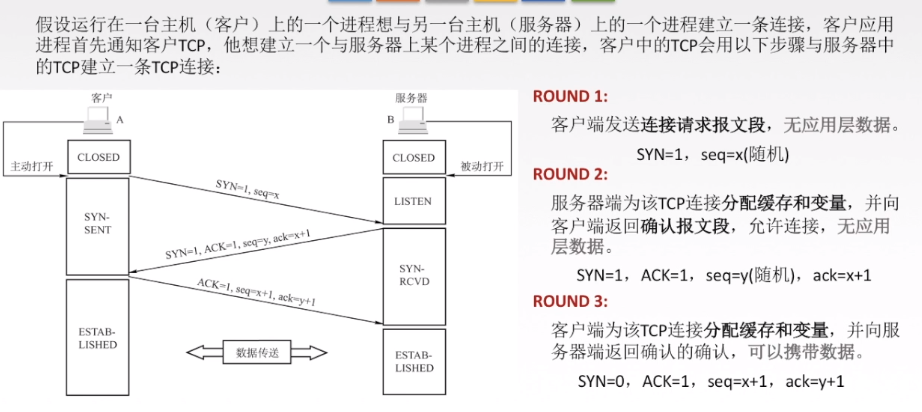 假设运行在一台主机（客户）上的一个进程想与另一台主机（服务器）上的一个进程建立一条连接，客户应用
进程首先通知客户TCP，他想建立一个与服务器上某个进程之间的连接，客户中的TCP会用以下步骤与服务器中
的TCP建立一条TCP连接：
客户
A
服务器
B
主动打开
被动打开
CLOSED
CLOSED
SYN=1, seq=x
LISTEN
SYN-
SENT
SYN=1, ACK=1, seq=y, ack=x+1
SYN-
RCVD
ACK=1, seq=x+1, ack=y+1
ESTAB-
LISHED
数据传送
ESTAB-
LISHED
ROUND 1:
客户端发送连接请求报文段，无应用层数据。
SYN=1，seq=x(随机)
ROUND 2:
服务器端为该TCP连接分配缓存和变量，并向
客户端返回确认报文段，允许连接，无应用
层数据。
SYN=1，ACK=1，seq=y(随机)，ack=x+1
ROUND 3:
客户端为该TCP连接分配缓存和变量，并向服
务器端返回确认的确认，可以携带数据。
SYN=0，ACK=1，seq=x+1，ack=y+1